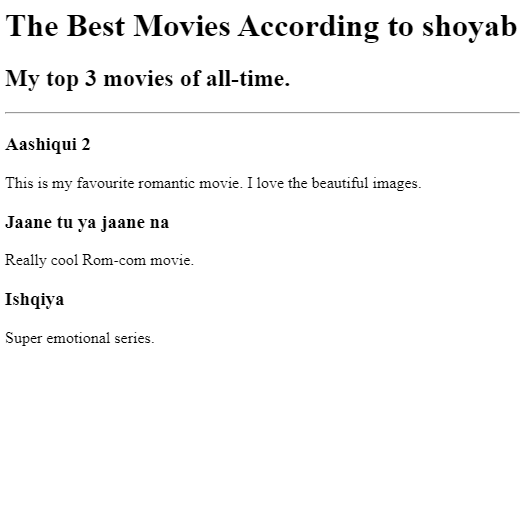 The Best Movies According to shoyab
My top 3 movies of all-time.
Aashiqui 2
This is my favourite romantic movie. I love the beautiful images.
Jaane tu ya jaane na
Really cool Rom-com movie.
Ishqiya
Super emotional series.